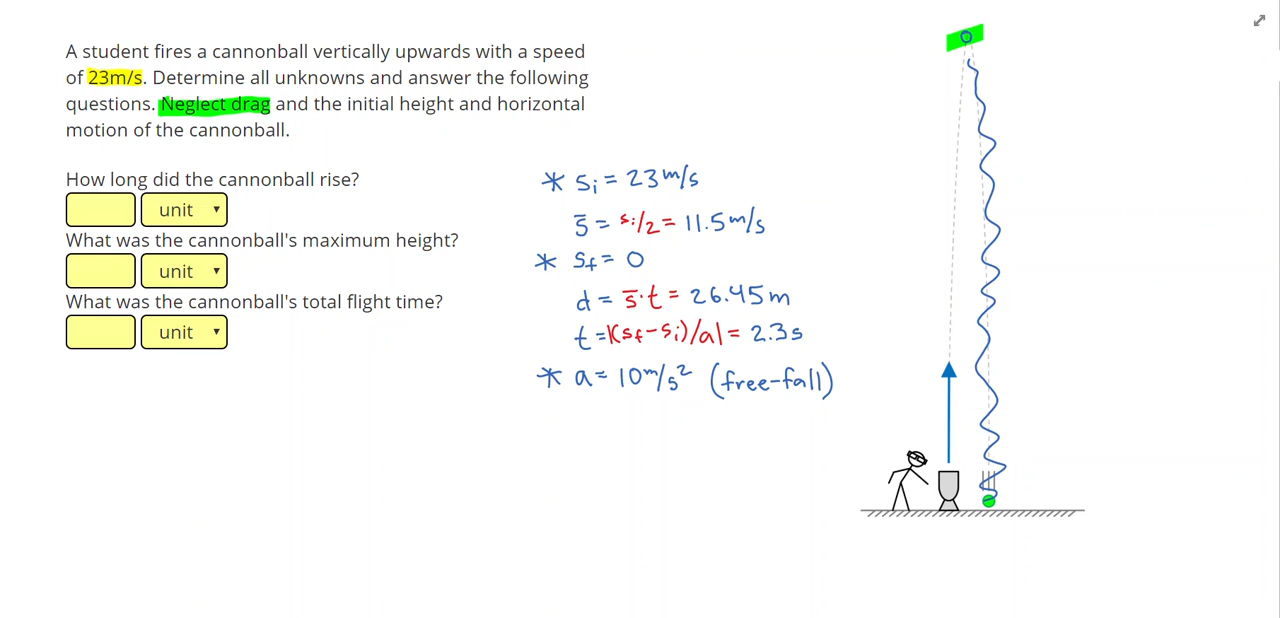 A student fires a cannonball vertically upwards with a speed
of 23m/s. Determine all unknowns and answer the following
questions. Neglect drag and the initial height and horizontal
motion of the cannonball.
How long did the cannonball rise?
unit
What was the cannonball's maximum height?
unit
What was the cannonball's total flight time?
unit
* si = 23 m/s
s̄ = si/2 = 11.5 m/s
* sf = 0
d = s̄·t = 26.45m
t = |(sf-si)/a| = 2.3s
* a = 10 m/s² (free-fall)